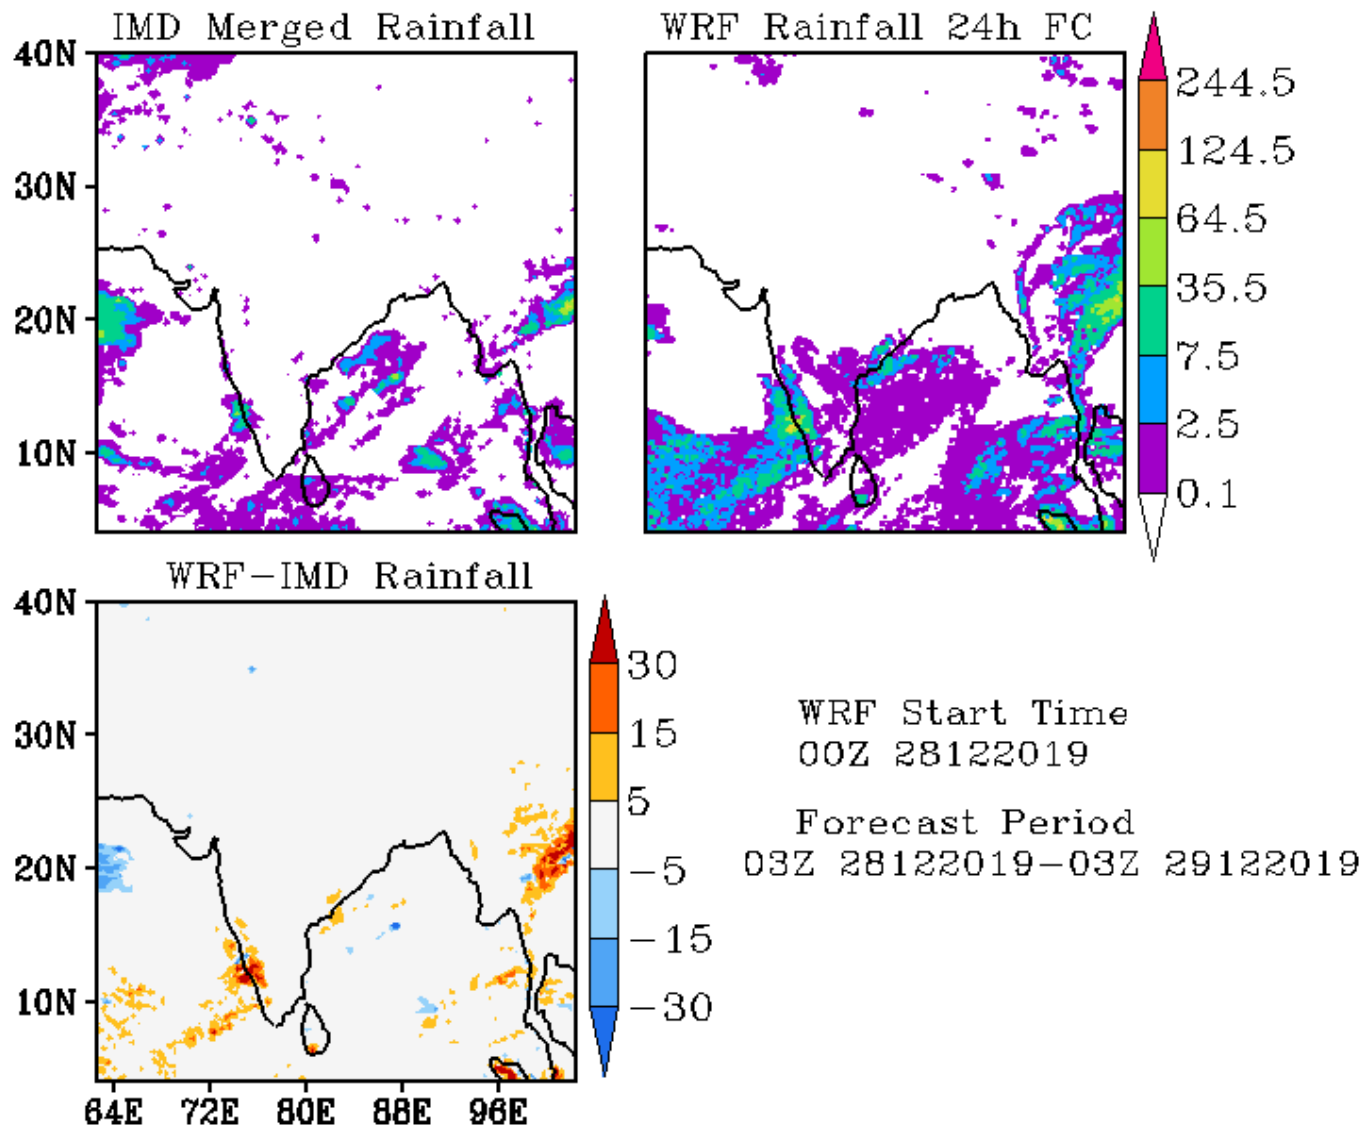 IMD Merged Rainfall
WRF Rainfall 24h FC
40N
30N
20N
10N
244.5
124.5
64.5
35.5
7.5
2.5
0.1
WRF-IMD Rainfall
40N
30N
20N
10N
64E 72E 80E 88E 96E
30
15
5
-5
-15
-30
WRF Start Time
00Z 28122019
Forecast Period
03Z 28122019-03Z 29122019